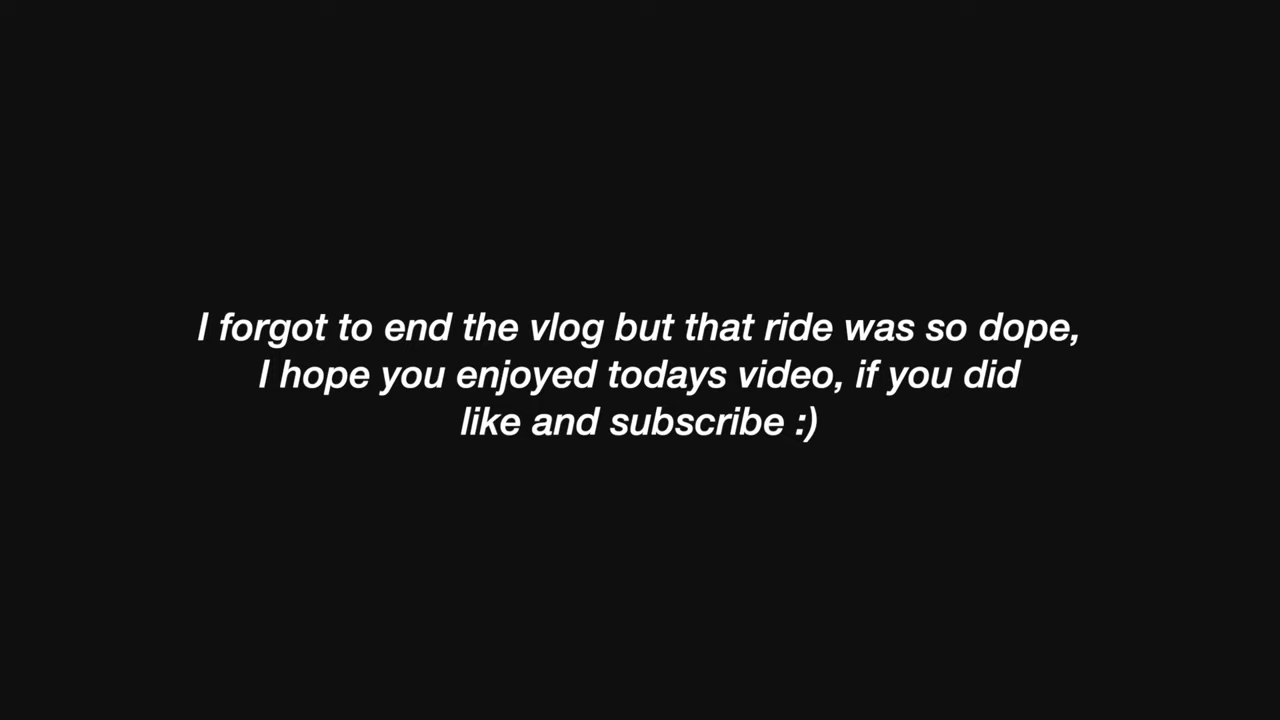 I forgot to end the vlog but that ride was so dope,
I hope you enjoyed todays video, if you did
like and subscribe :)